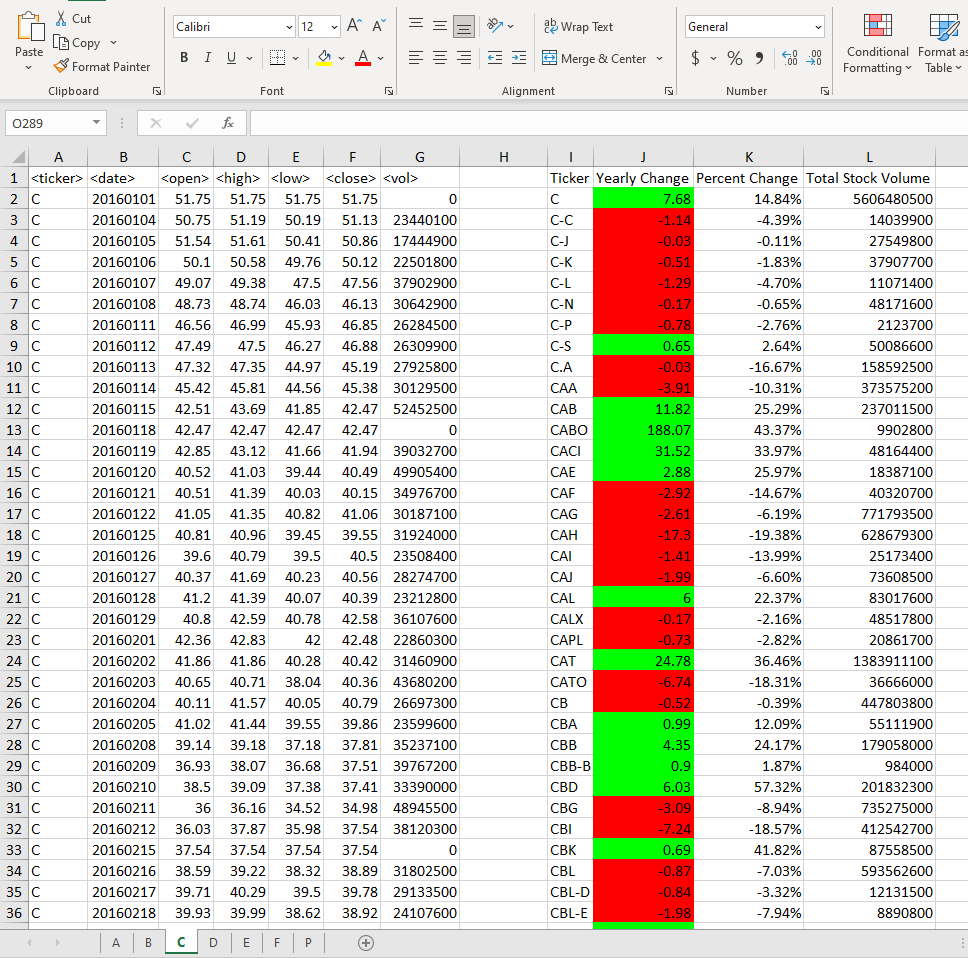 Cut
Calibri 12 A A
ab Wrap Text
General
Copy
Paste
Format Painter
B I U A
Merge & Center
$ % 9 .00
Conditional Format as
Formatting Table
Clipboard Font Alignment Number
O289 fx
A B C D E F G H I J K L
1 <ticker> <date> <open> <high> <low> <close> <vol> Ticker Yearly Change Percent Change Total Stock Volume
2 C 20160101 51.75 51.75 51.75 51.75 0 C 7.68 14.84% 5606480500
3 C 20160104 50.75 51.19 50.19 51.13 23440100 C-C -1.14 -4.39% 14039900
4 C 20160105 51.54 51.61 50.41 50.86 17444900 C-J -0.03 -0.11% 27549800
5 C 20160106 50.1 50.58 49.76 50.12 22501800 C-K -0.51 -1.83% 37907700
6 C 20160107 49.07 49.38 47.5 47.56 37902900 C-L -1.29 -4.70% 11071400
7 C 20160108 48.73 48.74 46.03 46.13 30642900 C-N -0.17 -0.65% 48171600
8 C 20160111 46.56 46.99 45.93 46.85 26284500 C-P -0.78 -2.76% 2123700
9 C 20160112 47.49 47.5 46.27 46.88 26309900 C-S 0.65 2.64% 50086600
10 C 20160113 47.32 47.35 44.97 45.19 27925800 C.A -0.03 -16.67% 158592500
11 C 20160114 45.42 45.81 44.56 45.38 30129500 CAA -3.91 -10.31% 373575200
12 C 20160115 42.51 43.69 41.85 42.47 52452500 CAB 11.82 25.29% 237011500
13 C 20160118 42.47 42.47 42.47 42.47 0 CABO 188.07 43.37% 9902800
14 C 20160119 42.85 43.12 41.66 41.94 39032700 CACI 31.52 33.97% 48164400
15 C 20160120 40.52 41.03 39.44 40.49 49905400 CAE 2.88 25.97% 18387100
16 C 20160121 40.51 41.39 40.03 40.15 34976700 CAF -2.92 -14.67% 40320700
17 C 20160122 41.05 41.35 40.82 41.06 30187100 CAG -2.61 -6.19% 771793500
18 C 20160125 40.81 40.96 39.45 39.55 31924000 CAH -17.3 -19.38% 628679300
19 C 20160126 39.6 40.79 39.5 40.5 23508400 CAI -1.41 -13.99% 25173400
20 C 20160127 40.37 41.69 40.23 40.56 28274700 CAJ -1.99 -6.60% 73608500
21 C 20160128 41.2 41.39 40.07 40.39 23212800 CAL 6 22.37% 83017600
22 C 20160129 40.8 42.59 40.78 42.58 36107600 CALX -0.17 -2.16% 48517800
23 C 20160201 42.36 42.83 42 42.48 22860300 CAPL -0.73 -2.82% 20861700
24 C 20160202 41.86 41.86 40.28 40.42 31460900 CAT 24.78 36.46% 1383911100
25 C 20160203 40.65 40.71 38.04 40.36 43680200 CATO -6.74 -18.31% 36666000
26 C 20160204 40.11 41.57 40.05 40.79 26697300 CB -0.52 -0.39% 447803800
27 C 20160205 41.02 41.44 39.55 39.86 23599600 CBA 0.99 12.09% 55111900
28 C 20160208 39.14 39.18 37.18 37.81 35237100 CBB 4.35 24.17% 179058000
29 C 20160209 36.93 38.07 36.68 37.51 39767200 CBB-B 0.9 1.87% 984000
30 C 20160210 38.5 39.09 37.38 37.41 33390000 CBD 6.03 57.32% 201832300
31 C 20160211 36 36.16 34.52 34.98 48945500 CBG -3.09 -8.94% 735275000
32 C 20160212 36.03 37.87 35.98 37.54 38120300 CBI -7.24 -18.57% 412542700
33 C 20160215 37.54 37.54 37.54 37.54 0 CBK 0.69 41.82% 87558500
34 C 20160216 38.59 39.22 38.32 38.89 31802500 CBL -0.87 -7.03% 593562600
35 C 20160217 39.71 40.29 39.5 39.78 29133500 CBL-D -0.84 -3.32% 12131500
36 C 20160218 39.93 39.99 38.62 38.92 24107600 CBL-E -1.98 -7.94% 8890800
A B C D E F P